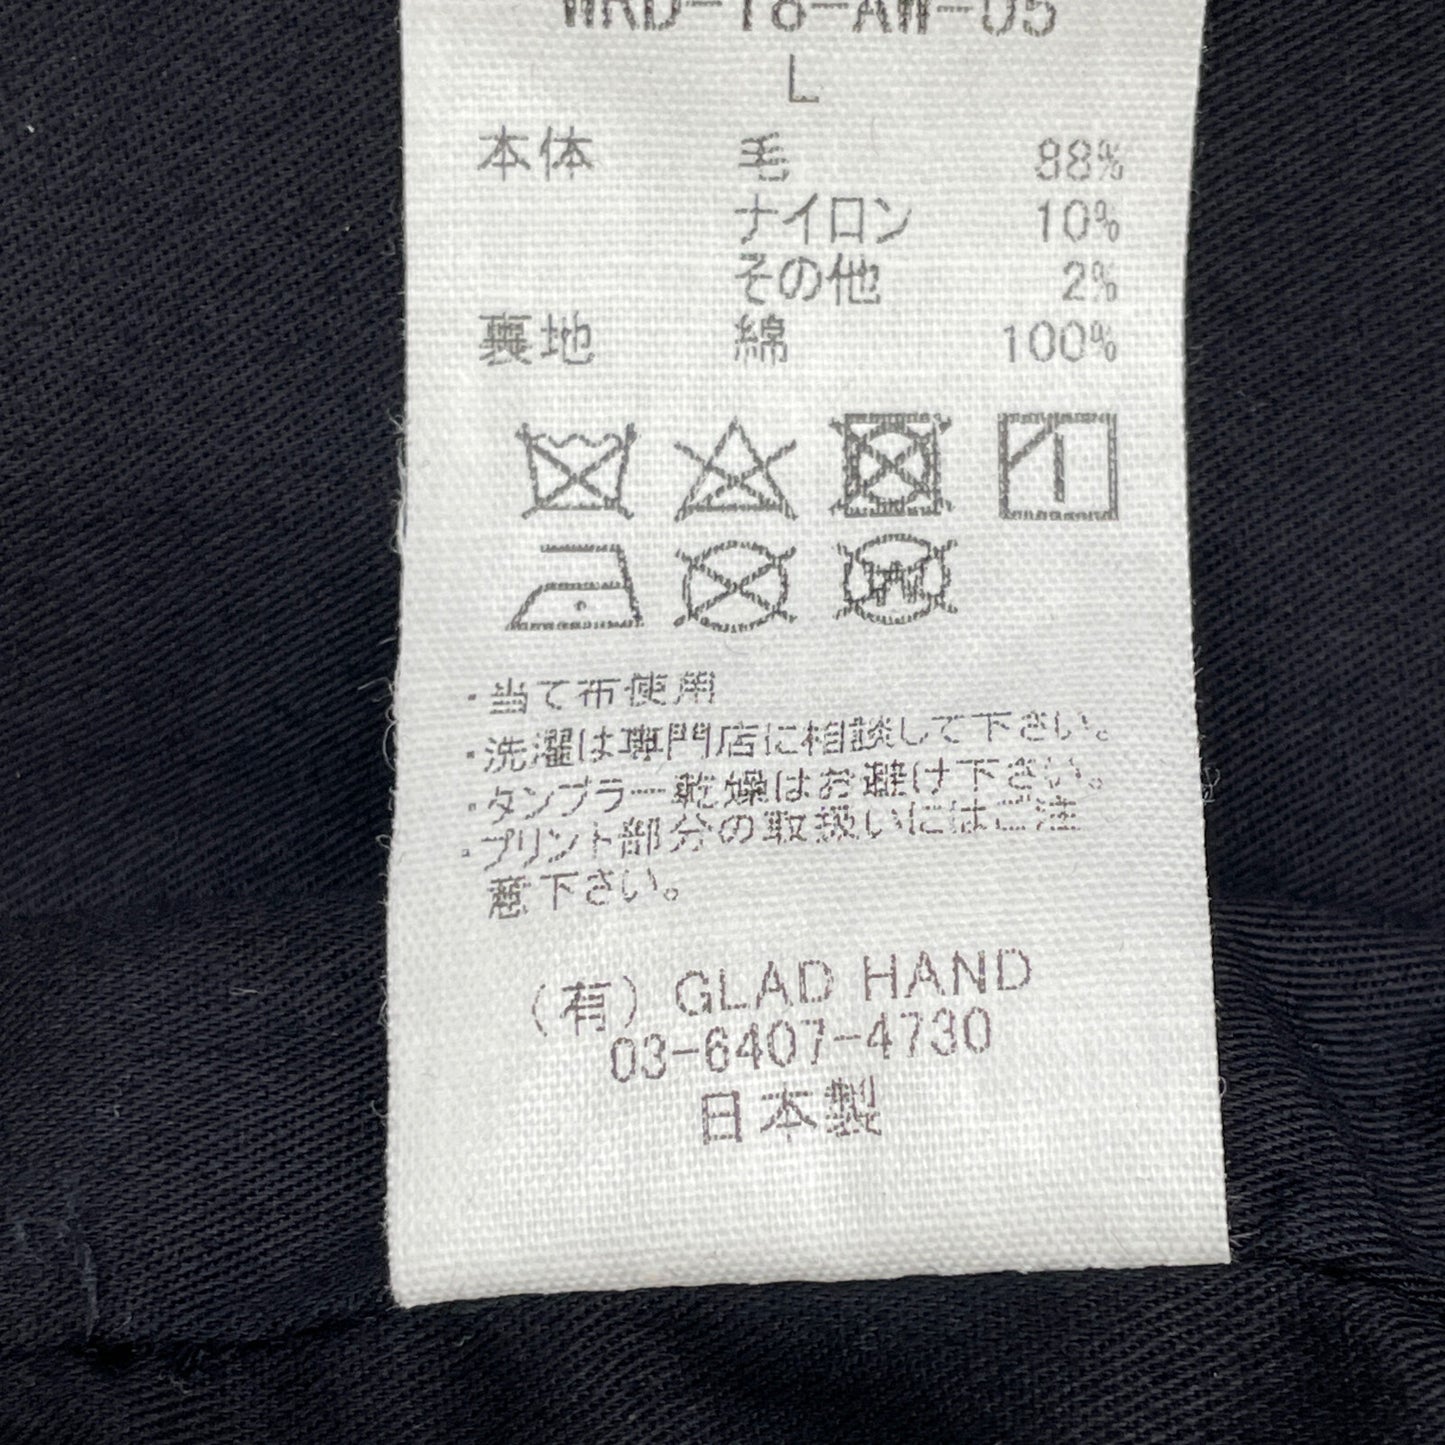 WRD-18-AW-05
L
本体 毛 88%
ナイロン 10%
その他 2%
裏地 綿 100%
W
・当て布使用
・洗濯は専門店に相談して下さい。
・タンブラー乾燥はお避け下さい。
・プリント部分の取扱いにはご注
意下さい。
(有) GLAD HAND
03-6407-4730
日本製